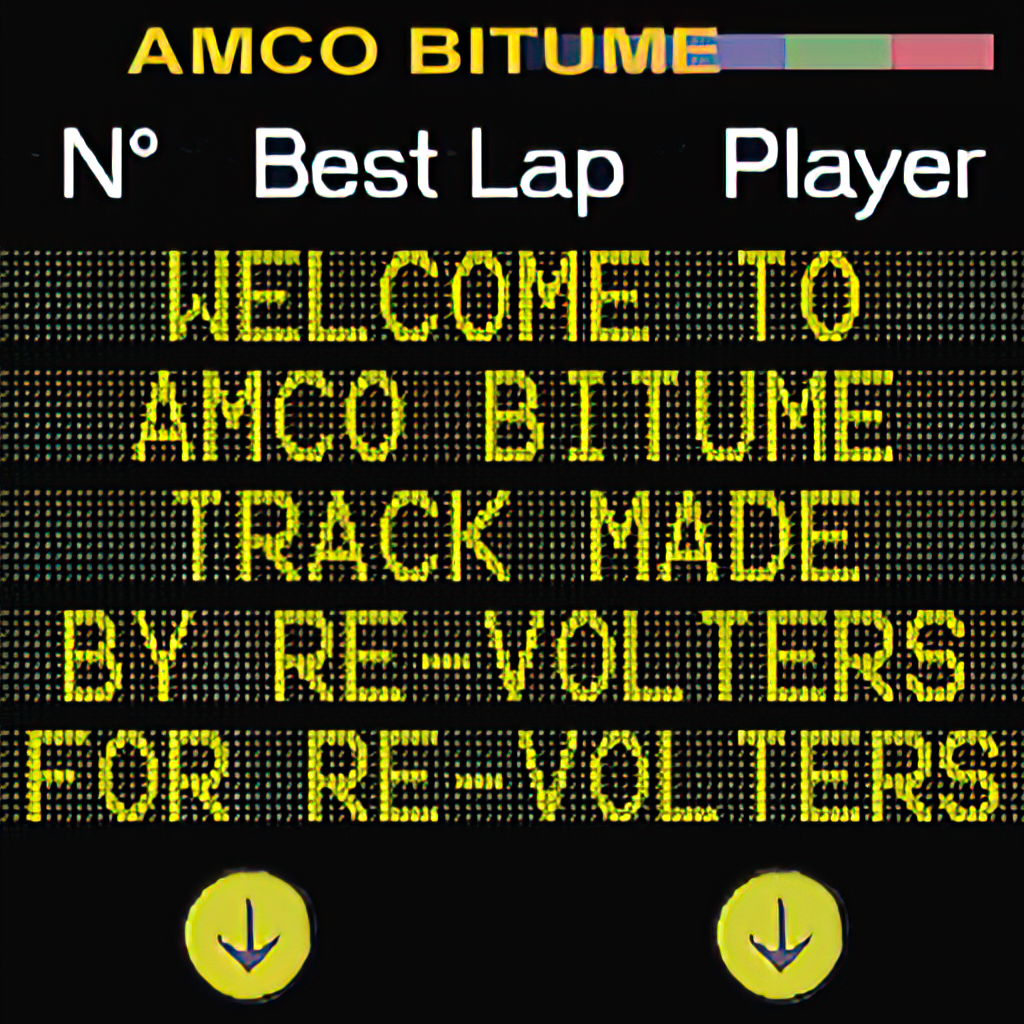 AMCO BITUME
N° Best Lap Player
WELCOME TO
AMCO BITUME
TRACK MADE
BY RE-VOLTERS
FOR RE-VOLTERS